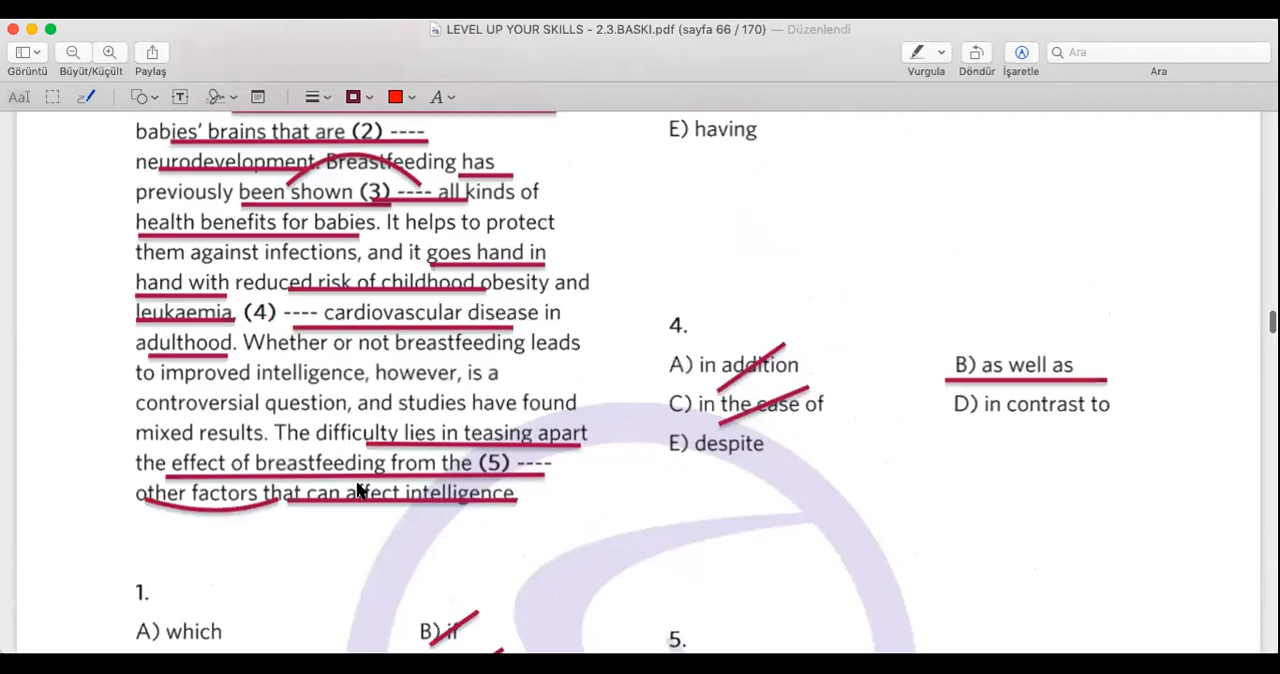 LEVEL UP YOUR SKILLS - 2.3.BASKI.pdf (sayfa 66 / 170) — Düzenlendi
Görüntü
Büyüt/Küçült
Paylaş
Vurgula
Döndür
İşaretle
Ara
Ara
babies' brains that are (2) ----
neurodevelopment. Breastfeeding has
previously been shown (3) ---- all kinds of
health benefits for babies. It helps to protect
them against infections, and it goes hand in
hand with reduced risk of childhood obesity and
leukaemia, (4) ---- cardiovascular disease in
adulthood. Whether or not breastfeeding leads
to improved intelligence, however, is a
controversial question, and studies have found
mixed results. The difficulty lies in teasing apart
the effect of breastfeeding from the (5) ----
other factors that can affect intelligence.
1.
A) which
B) if
E) having
4.
A) in addition
B) as well as
C) in the case of
D) in contrast to
E) despite
5.